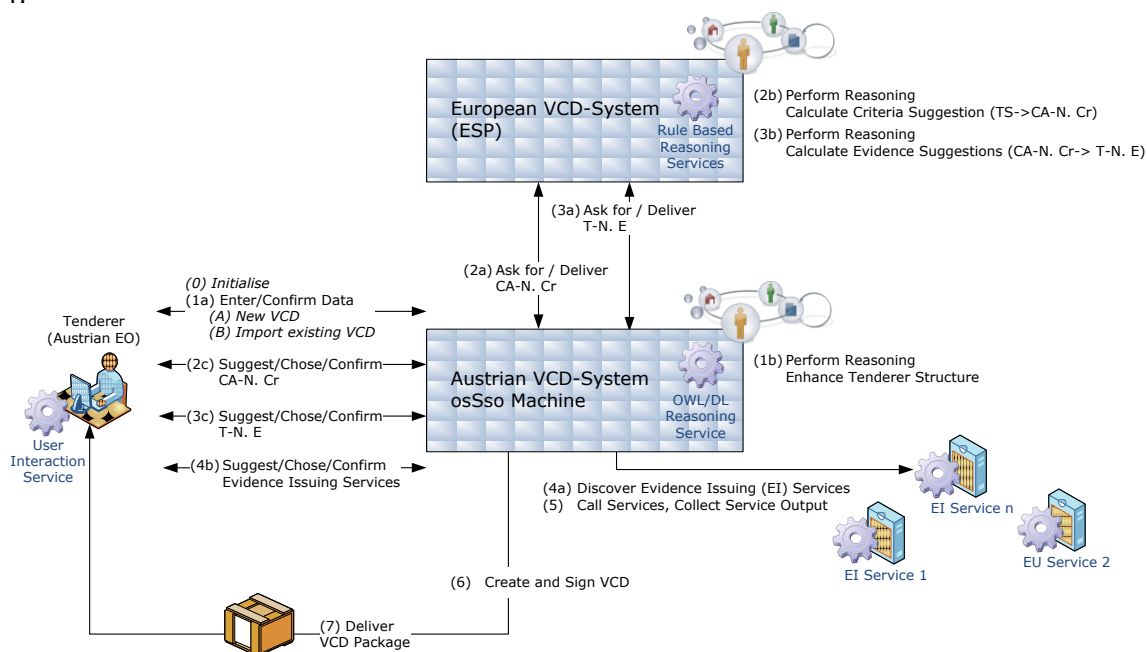 European VCD-System
(ESP)
Rule Based
Reasoning
Services
(2b) Perform Reasoning
Calculate Criteria Suggestion (TS->CA-N. Cr)
(3b) Perform Reasoning
Calculate Evidence Suggestions (CA-N. Cr-> T-N. E)
(3a) Ask for / Deliver
T-N. E
(2a) Ask for / Deliver
CA-N. Cr
(0) Initialise
(1a) Enter/Confirm Data
(A) New VCD
(B) Import existing VCD
Tenderer
(Austrian EO)
(2c) Suggest/Chose/Confirm
CA-N. Cr
(3c) Suggest/Chose/Confirm
T-N. E
(4b) Suggest/Chose/Confirm
Evidence Issuing Services
User
Interaction
Service
Austrian VCD-System
osSso Machine
OWL/DL
Reasoning
Service
(1b) Perform Reasoning
Enhance Tenderer Structure
(4a) Discover Evidence Issuing (EI) Services
(5) Call Services, Collect Service Output
EI Service n
EI Service 1
EU Service 2
(6) Create and Sign VCD
(7) Deliver
VCD Package